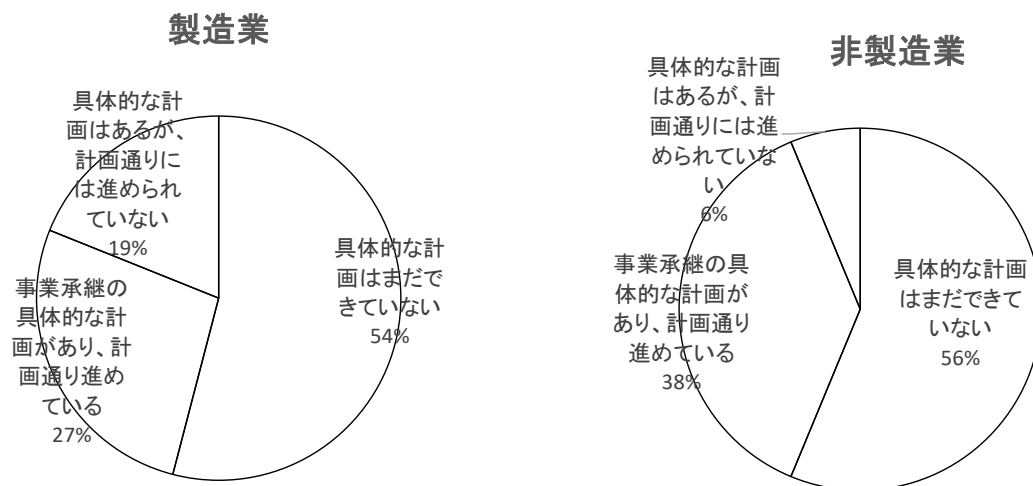 製造業
具体的な計
画はあるが、
計画通りに
は進められ
ていない
19%
具体的な計
画はまだで
きていない
54%
事業承継の
具体的な計
画があり、計
画通り進め
ている
27%
非製造業
具体的な計画
はあるが、計
画通りには進
められていな
い
6%
事業承継の具
体的な計画が
あり、計画通り
進めている
38%
具体的な計画
はまだできて
いない
56%